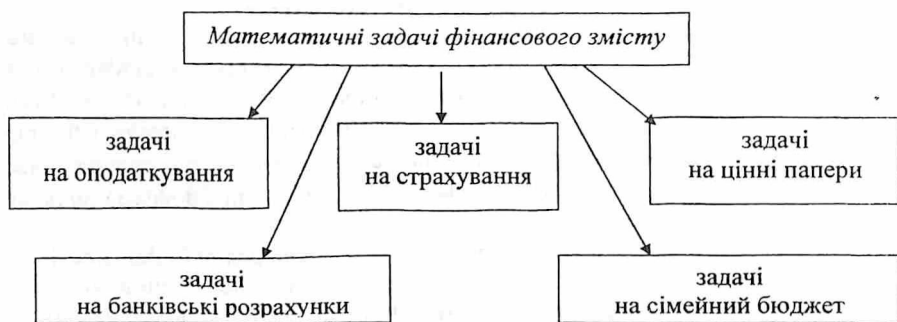 Математичні задачі фінансового змісту
задачі
на оподаткування
задачі
на страхування
задачі
на цінні папери
задачі
на банківські розрахунки
задачі
на сімейний бюджет